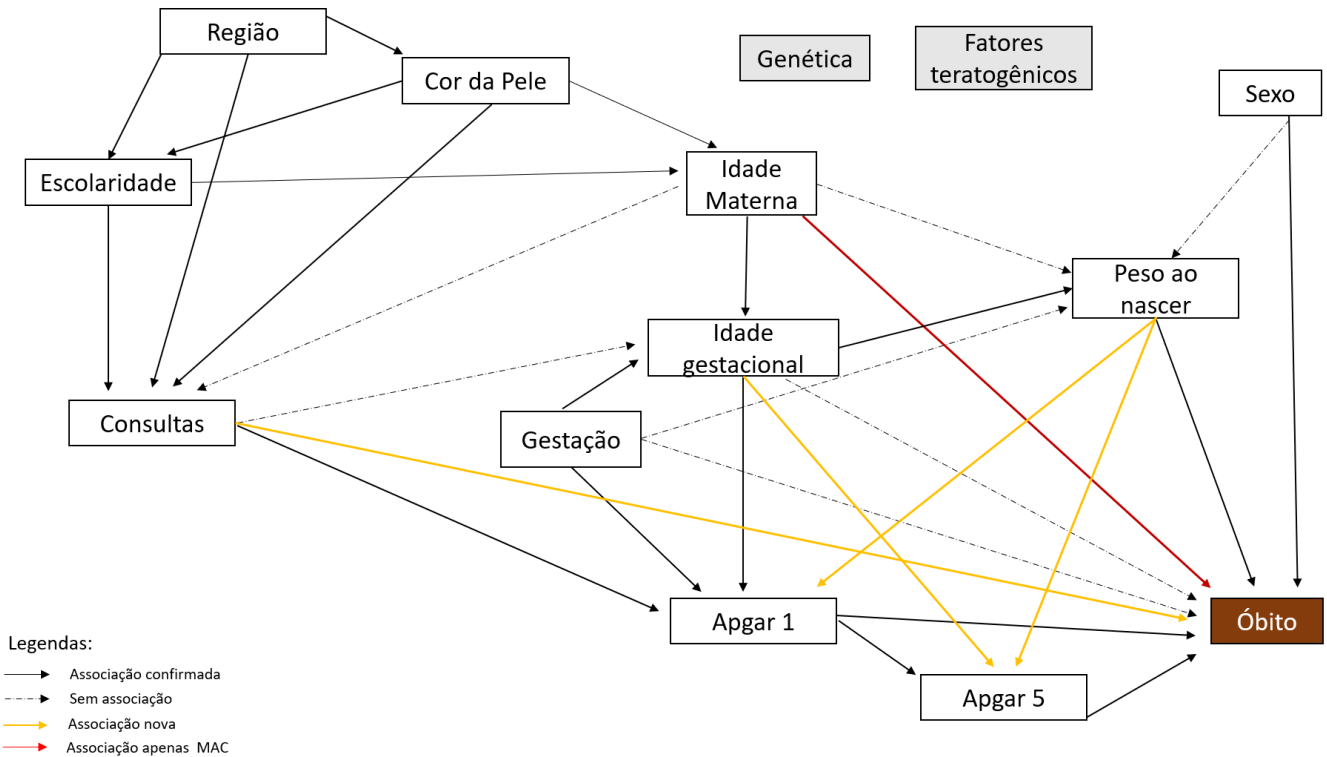 Região
Cor da Pele
Genética
Fatores
teratogênicos
Sexo
Escolaridade
Idade
Materna
Peso ao
nascer
Idade
gestacional
Consultas
Gestação
Apgar 1
Óbito
Apgar 5
Legendas:
Associação confirmada
Sem associação
Associação nova
Associação apenas MAC